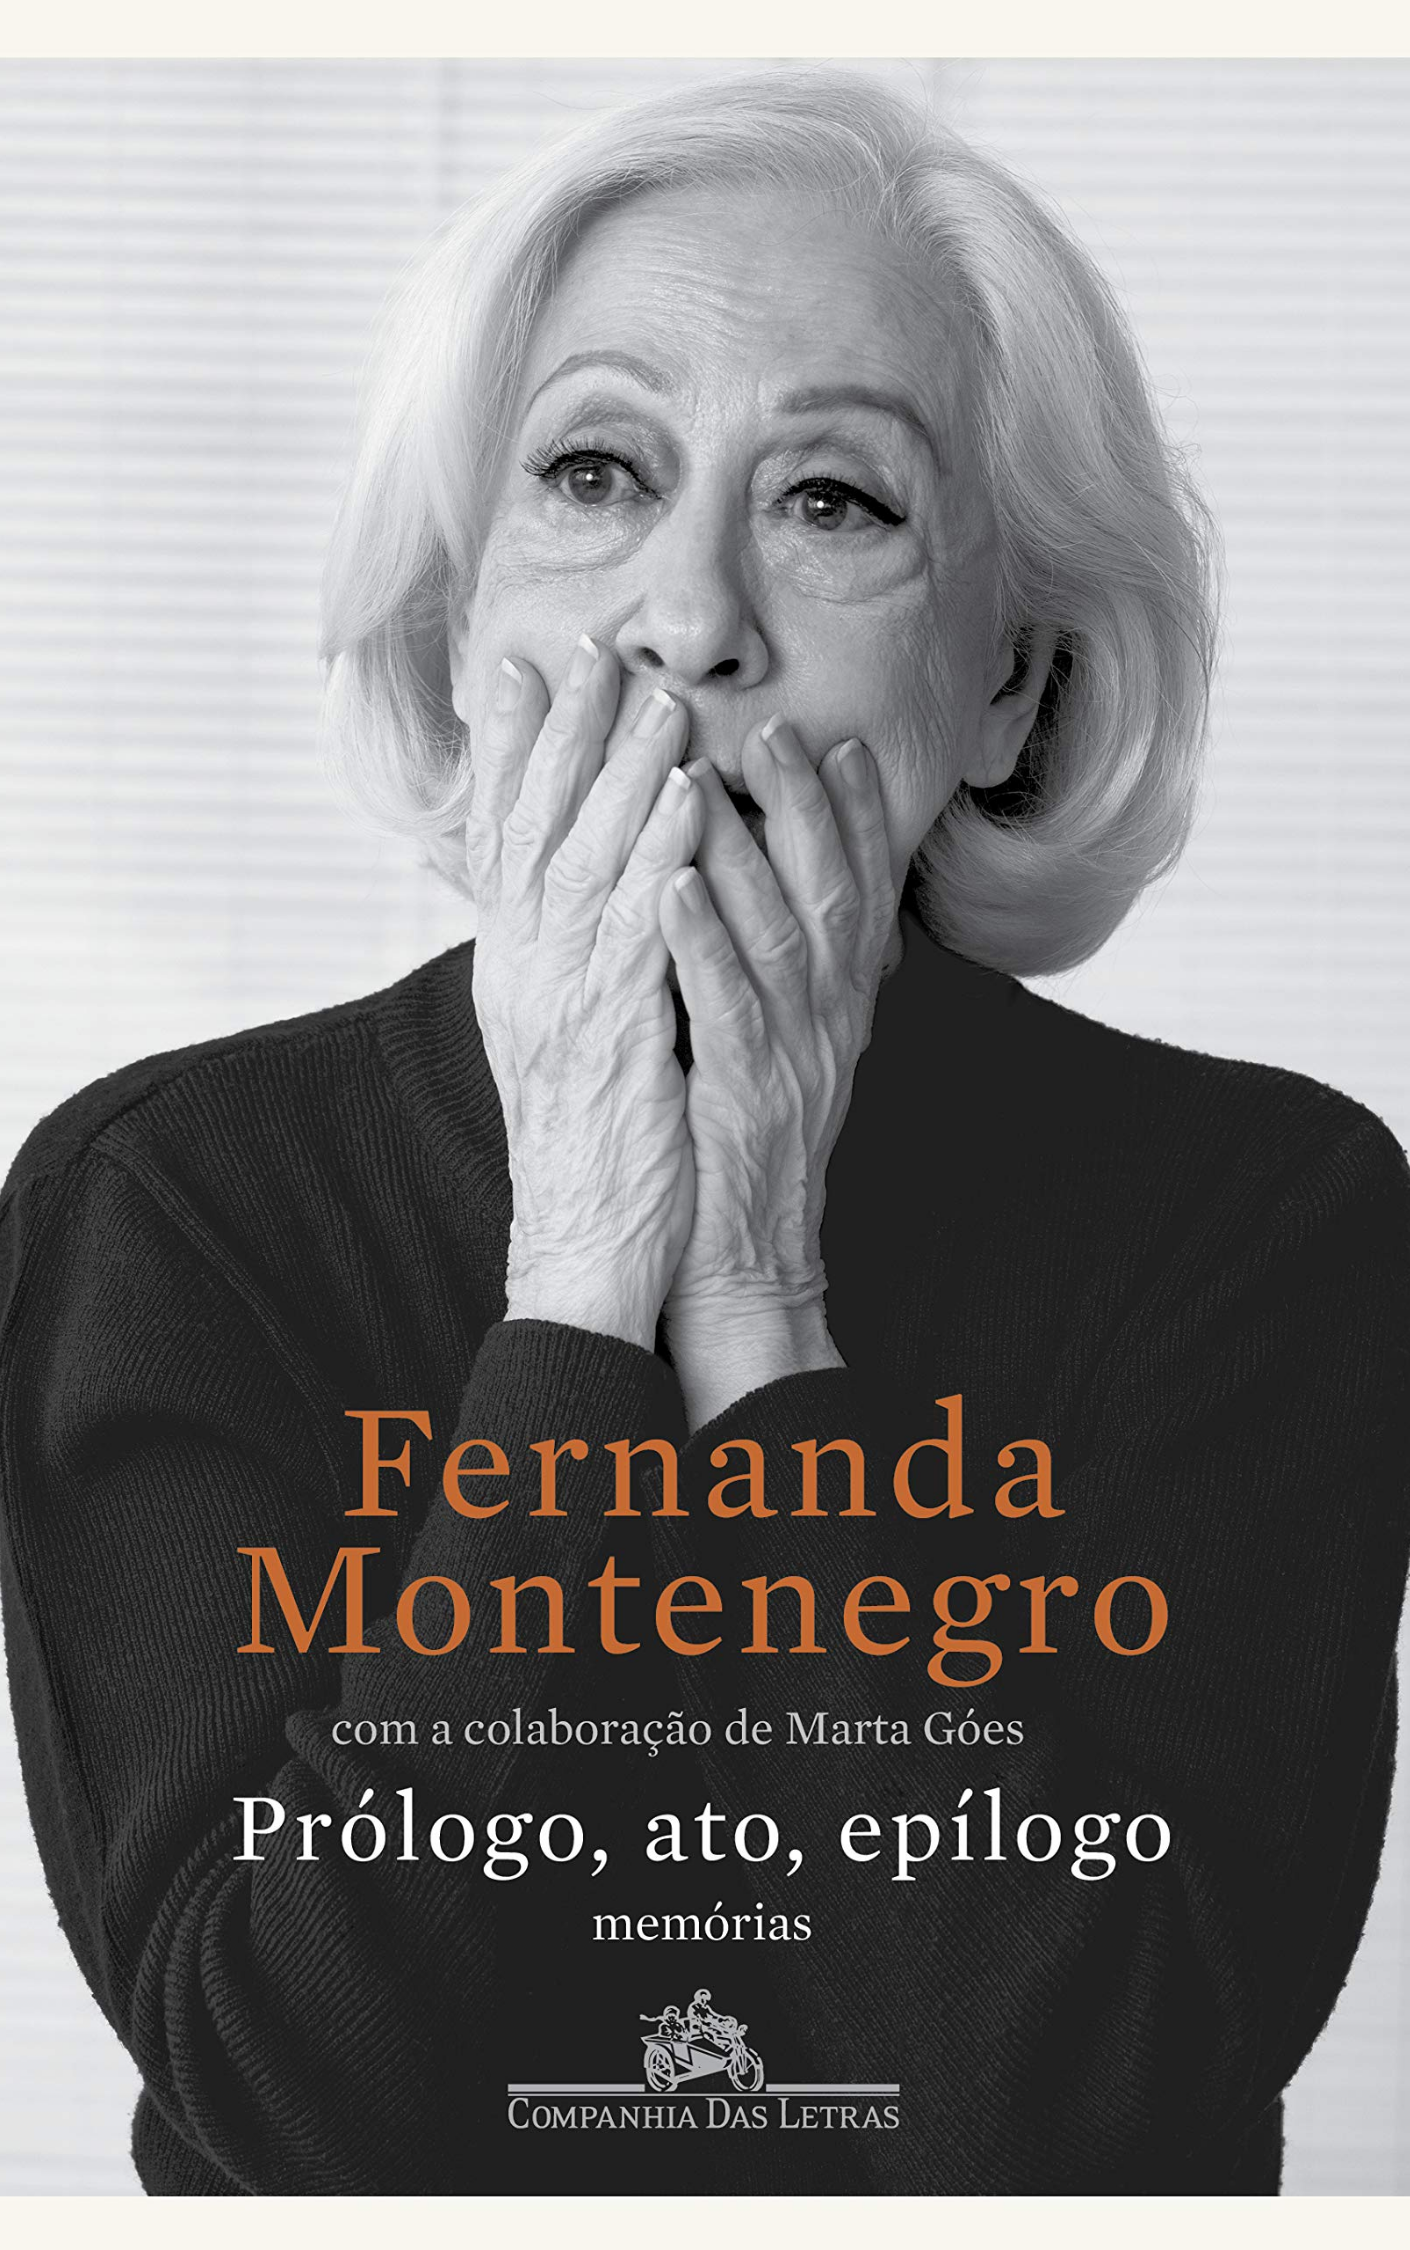 Fernanda
Montenegro
com a colaboração de Marta Góes
Prólogo, ato, epílogo
memórias
COMPANHIA DAS LETRAS